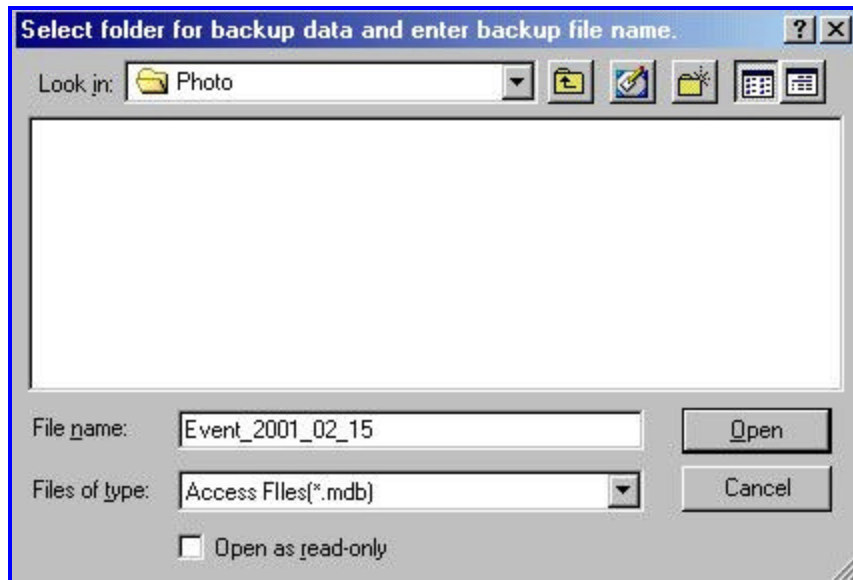 Select folder for backup data and enter backup file name.
Look in: Photo
File name: Event_2001_02_15 Open
Files of type: Access FIles(*.mdb) Cancel
Open as read-only